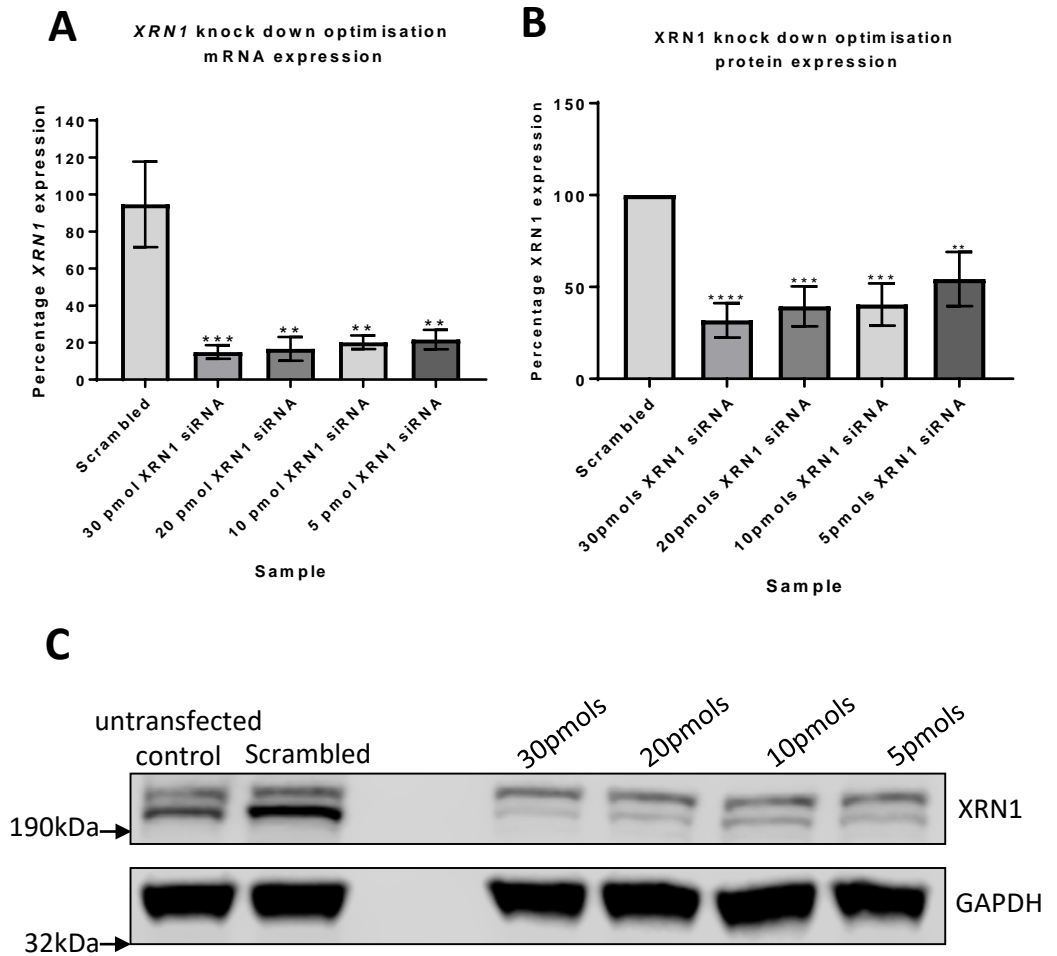 A
XRN1 knock down optimisation
mRNA expression
Percentage XRN1 expression
140
120
100
80
60
40
20
0
***
**
**
**
Scrambled
30 pmol XRN1 siRNA
20 pmol XRN1 siRNA
10 pmol XRN1 siRNA
5 pmol XRN1 siRNA
Sample
B
XRN1 knock down optimisation
protein expression
Percentage XRN1 expression
150
100
50
0
****
***
***
**
Scrambled
30pmols XRN1 siRNA
20pmols XRN1 siRNA
10pmols XRN1 siRNA
5pmols XRN1 siRNA
Sample
C
untransfected
control
Scrambled
30pmols
20pmols
10pmols
5pmols
190kDa
XRN1
GAPDH
32kDa